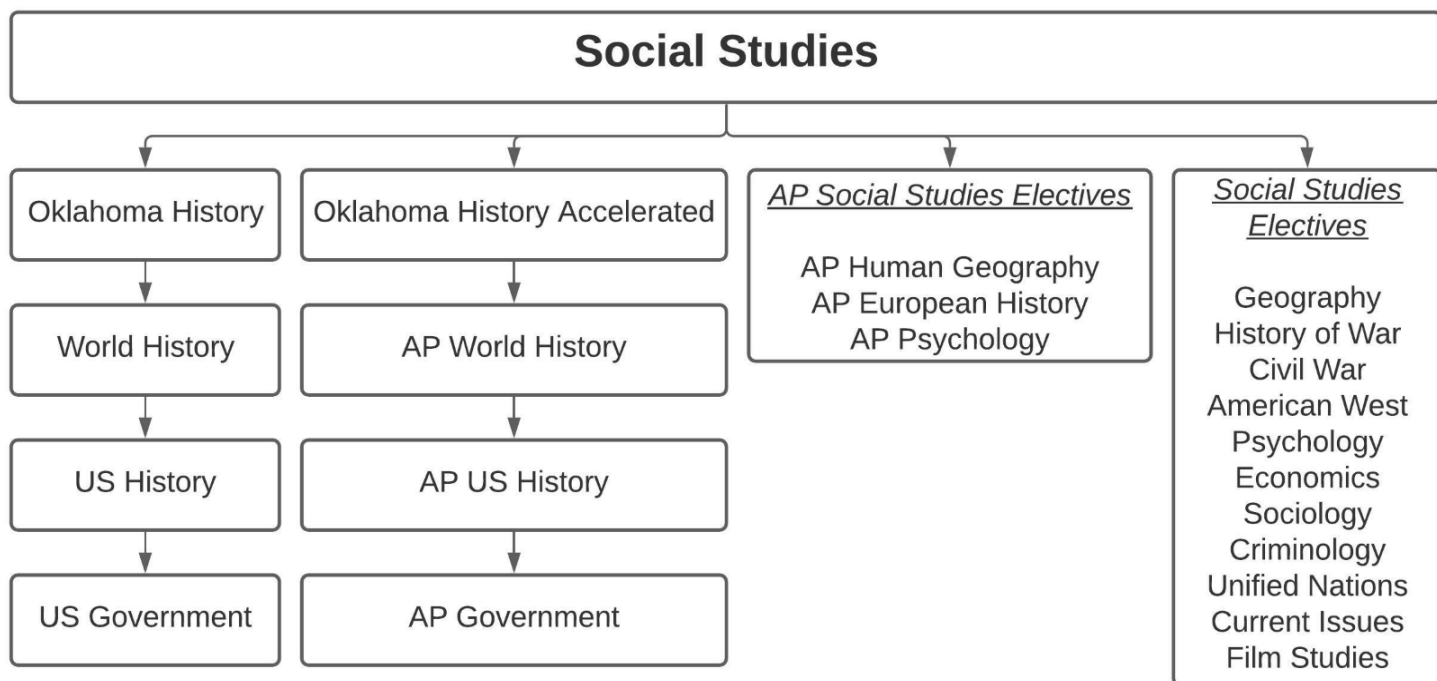 Social Studies
Oklahoma History
World History
US History
US Government
Oklahoma History Accelerated
AP World History
AP US History
AP Government
AP Social Studies Electives
AP Human Geography
AP European History
AP Psychology
Social Studies
Electives
Geography
History of War
Civil War
American West
Psychology
Economics
Sociology
Criminology
Unified Nations
Current Issues
Film Studies